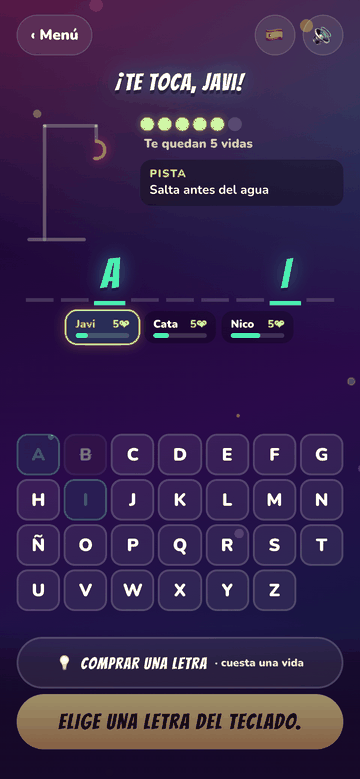 ‹ Menú
¡TE TOCA, JAVI!
Te quedan 5 vidas
PISTA
Salta antes del agua
A I
Javi 5 Cata 5 Nico 5
A B C D E F G
H I J K L M N
Ñ O P Q R S T
U V W X Y Z
COMPRAR UNA LETRA · cuesta una vida
ELIGE UNA LETRA DEL TECLADO.